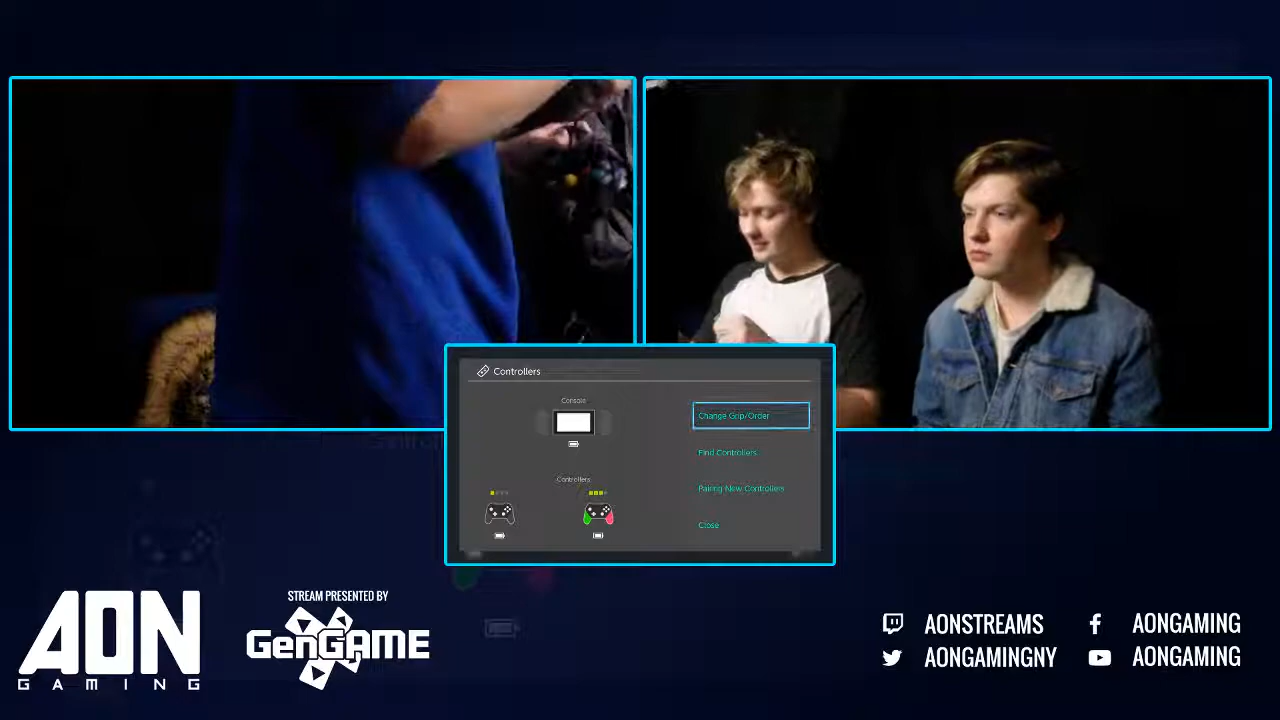 Controllers
Console
Change Grip/Order
Find Controllers
Controllers
Pairing New Controllers
Close
AON
GAMING
STREAM PRESENTED BY
GenGAME
AONSTREAMS
AONGAMING
AONGAMINGNY
AONGAMING